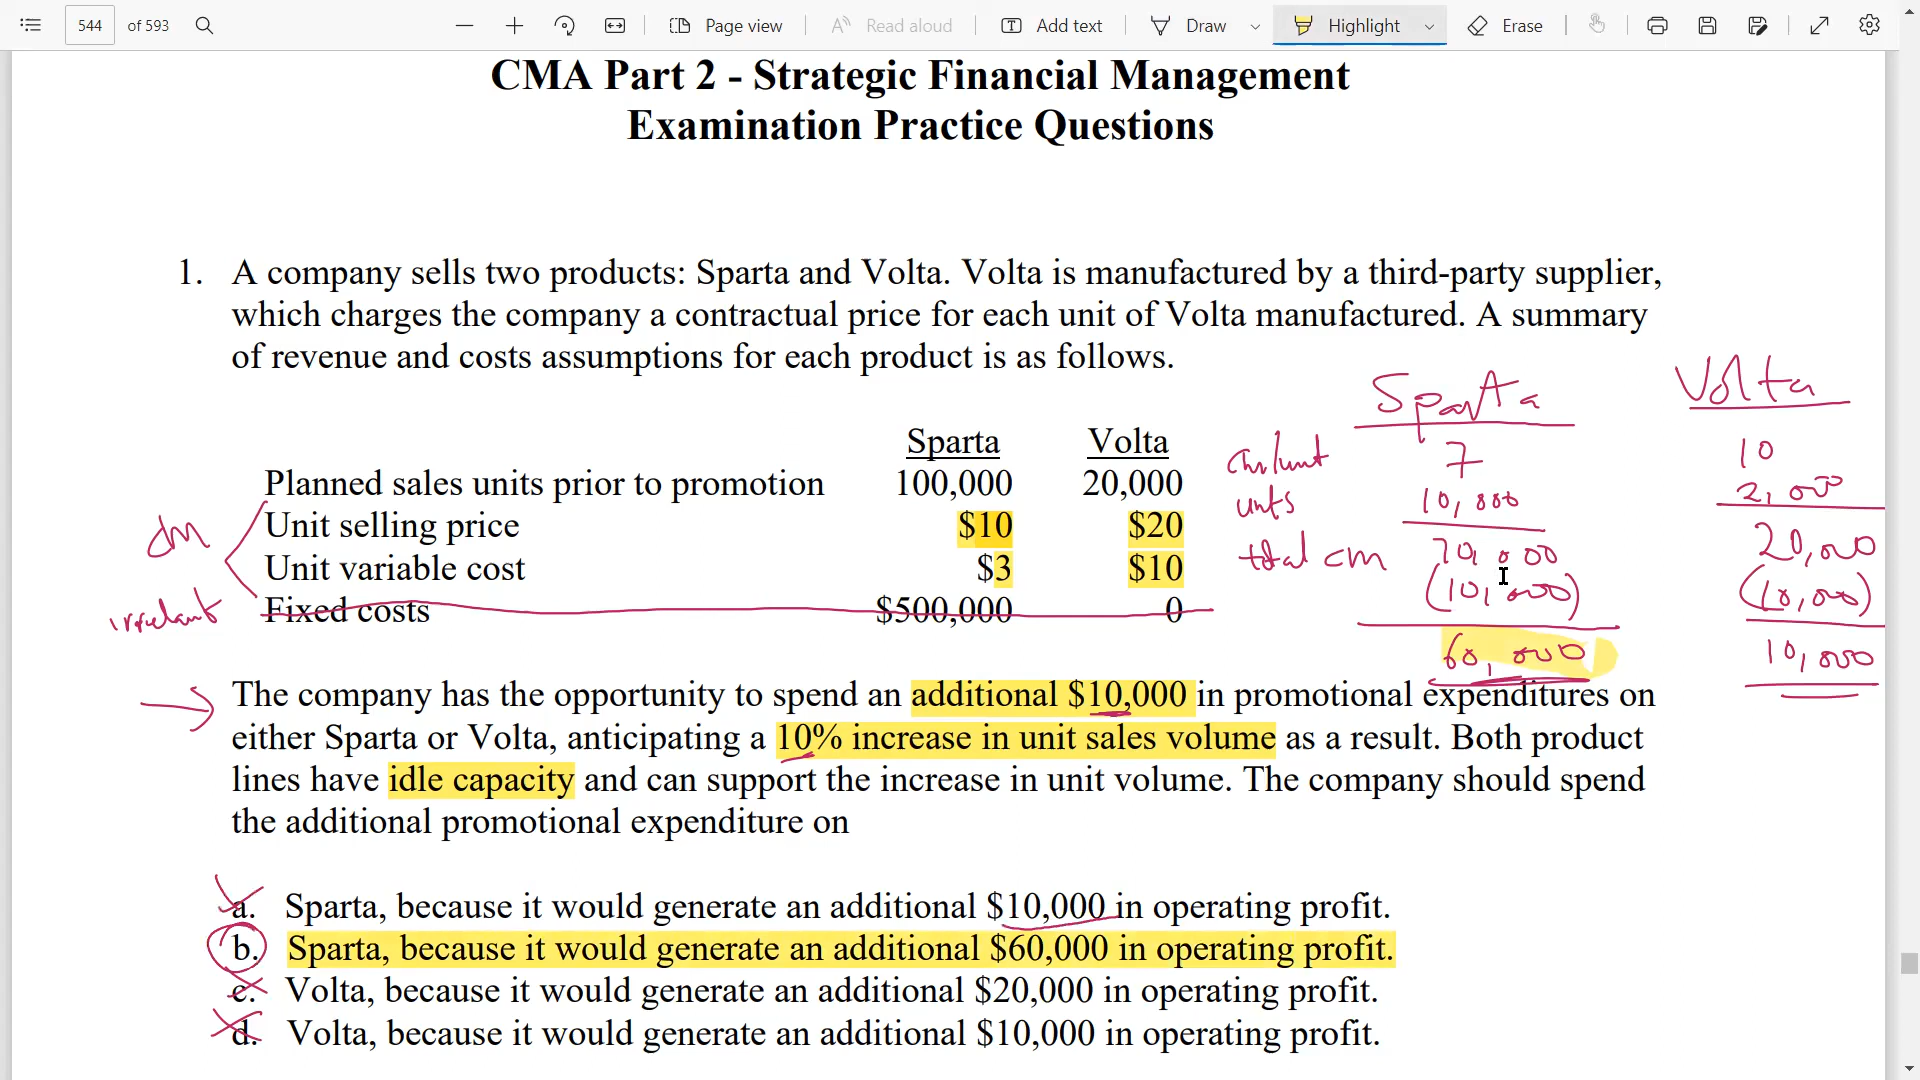 544 of 593 Page view Read aloud Add text Draw Highlight Erase
CMA Part 2 - Strategic Financial Management
Examination Practice Questions
1. A company sells two products: Sparta and Volta. Volta is manufactured by a third-party supplier,
which charges the company a contractual price for each unit of Volta manufactured. A summary
of revenue and costs assumptions for each product is as follows.
Sparta Volta
Planned sales units prior to promotion 100,000 20,000
Unit selling price $10 $20
Unit variable cost $3 $10
Fixed costs $500,000 0
cm
irrelevant
Sparta Volta
cm/unit 7 10
units 10,000 2,000
total cm 70,000 20,000
(10,000) (10,000)
60,000 10,000
The company has the opportunity to spend an additional $10,000 in promotional expenditures on
either Sparta or Volta, anticipating a 10% increase in unit sales volume as a result. Both product
lines have idle capacity and can support the increase in unit volume. The company should spend
the additional promotional expenditure on
a. Sparta, because it would generate an additional $10,000 in operating profit.
b. Sparta, because it would generate an additional $60,000 in operating profit.
c. Volta, because it would generate an additional $20,000 in operating profit.
d. Volta, because it would generate an additional $10,000 in operating profit.